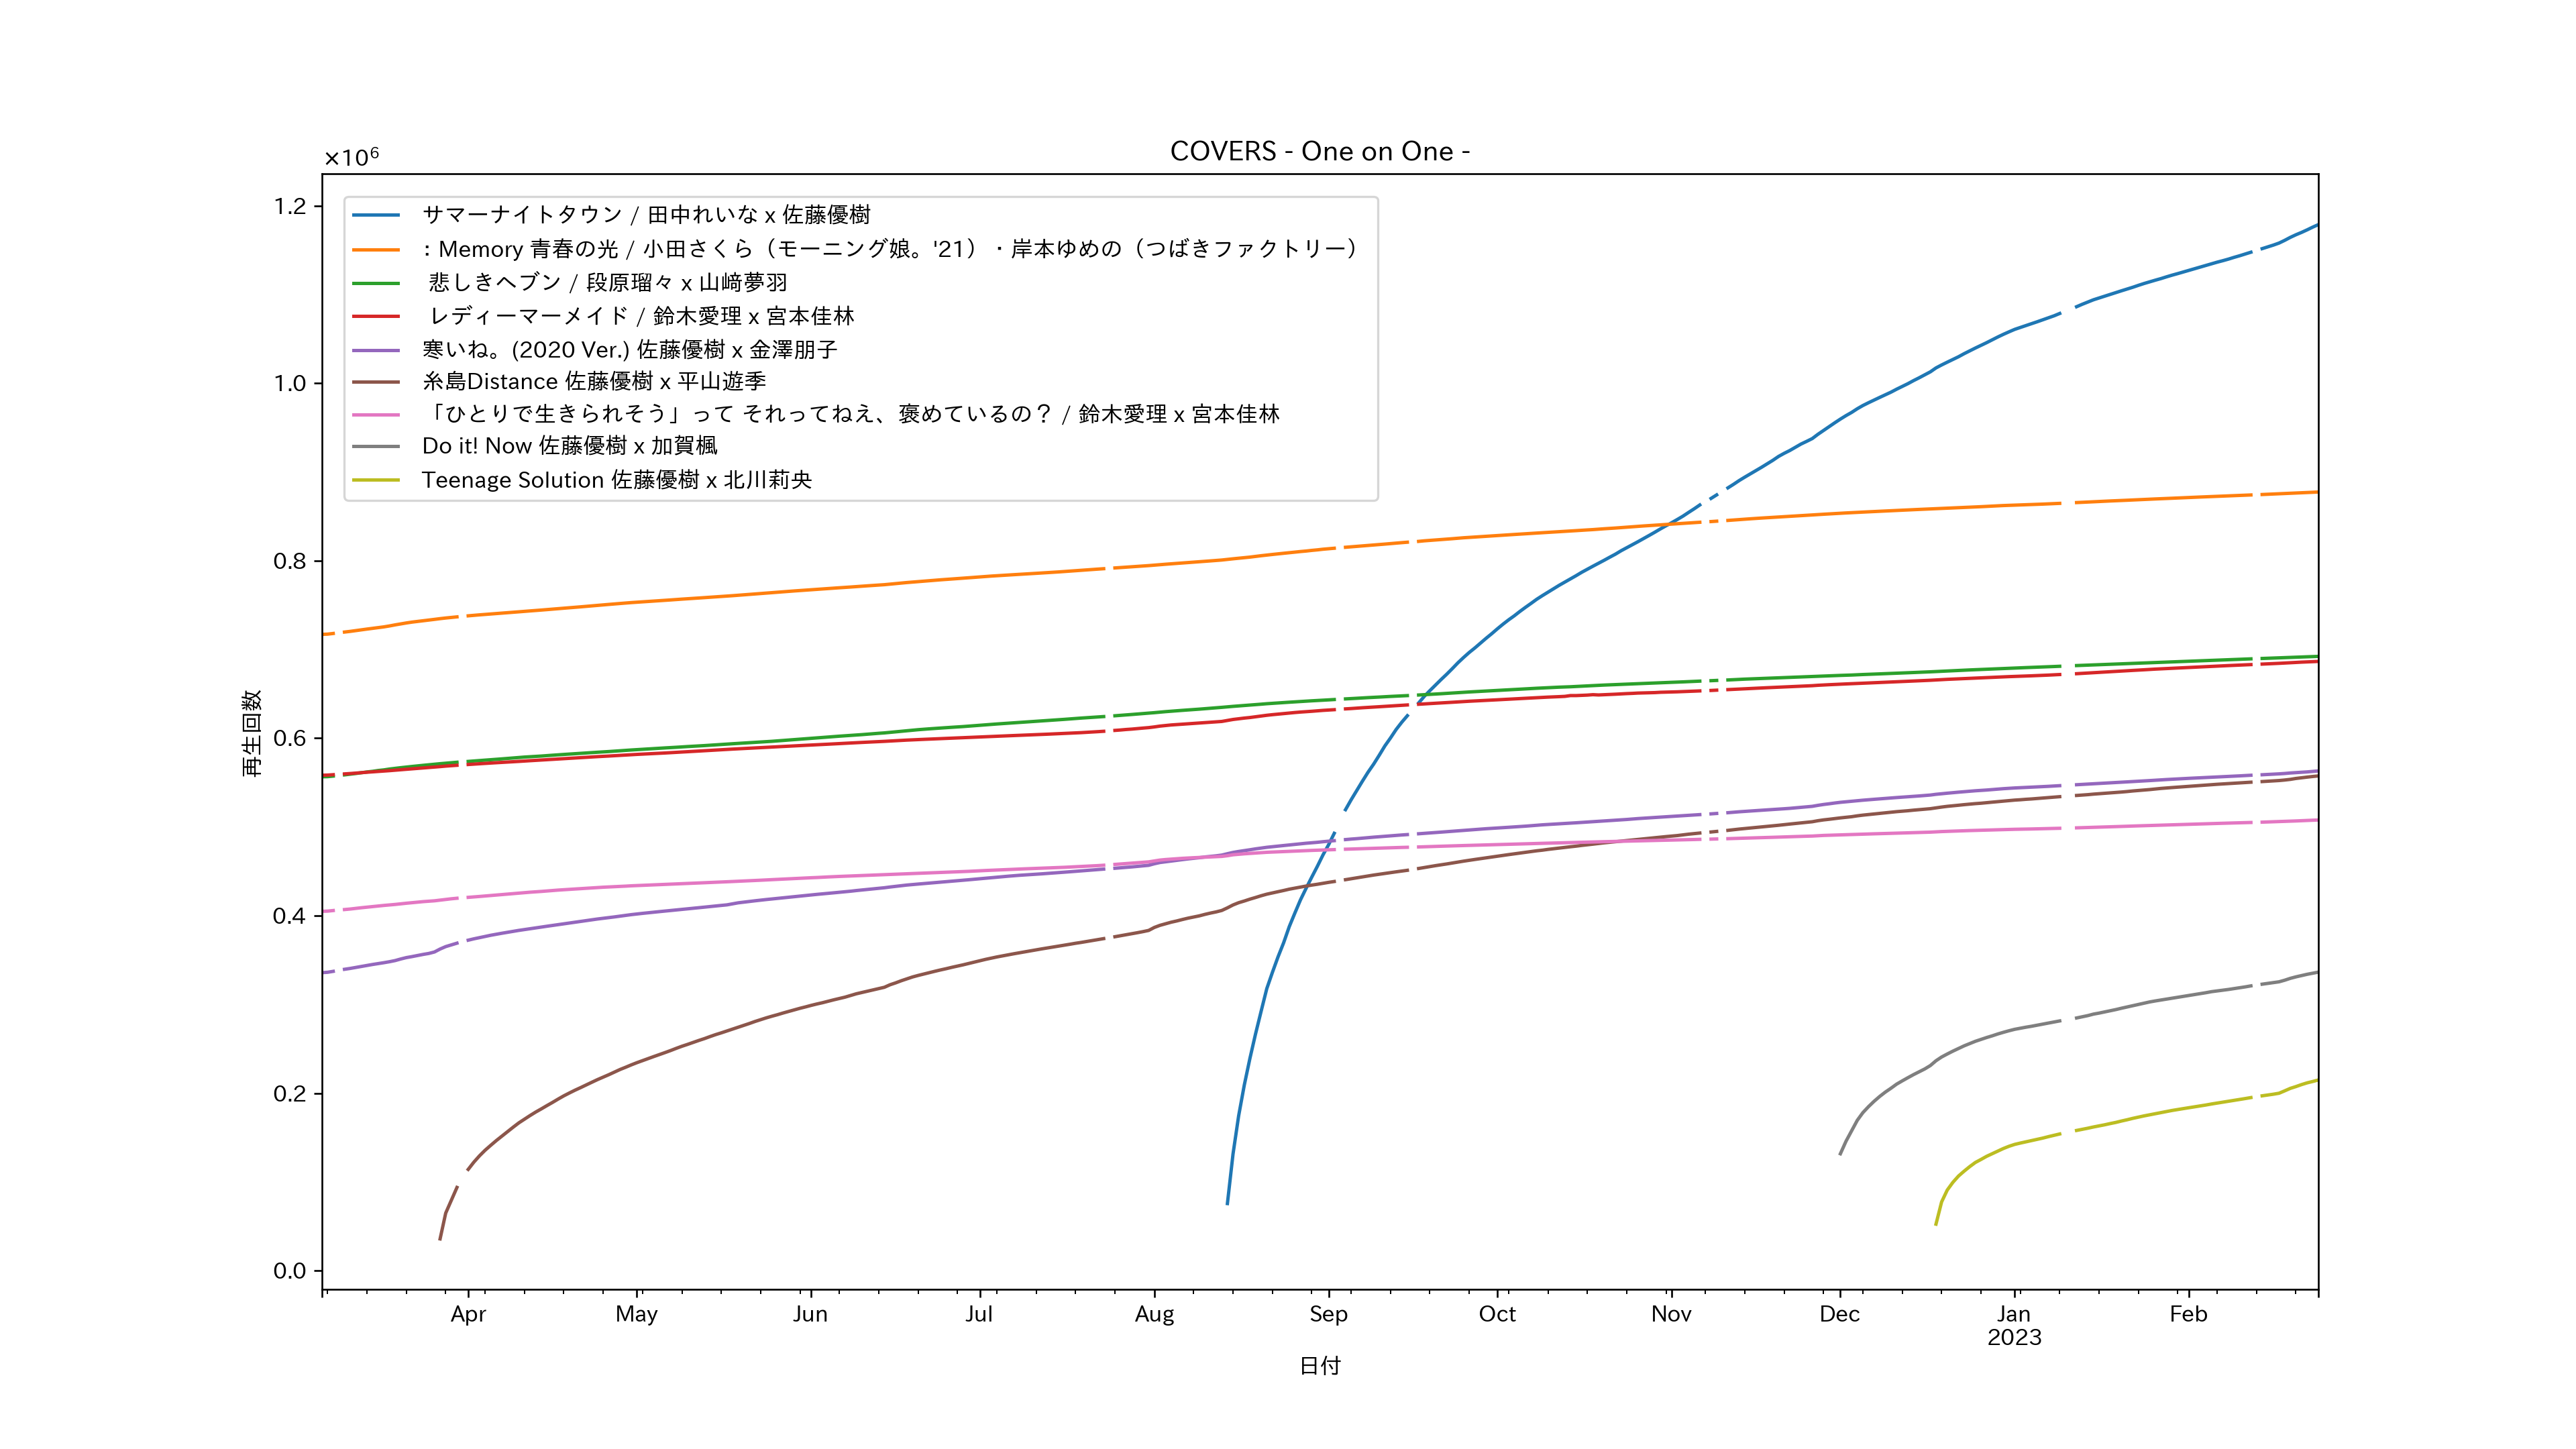 COVERS - One on One -
×10⁶
1.2
1.0
0.8
0.6
0.4
0.2
0.0
再生回数
サマーナイトタウン / 田中れいな x 佐藤優樹
: Memory 青春の光 / 小田さくら（モーニング娘。'21）・岸本ゆめの（つばきファクトリー）
悲しきヘブン / 段原瑠々 x 山﨑夢羽
レディーマーメイド / 鈴木愛理 x 宮本佳林
寒いね。(2020 Ver.) 佐藤優樹 x 金澤朋子
糸島Distance 佐藤優樹 x 平山遊季
「ひとりで生きられそう」って それってねえ、褒めているの？ / 鈴木愛理 x 宮本佳林
Do it! Now 佐藤優樹 x 加賀楓
Teenage Solution 佐藤優樹 x 北川莉央
Apr May Jun Jul Aug Sep Oct Nov Dec Jan Feb
2023
日付